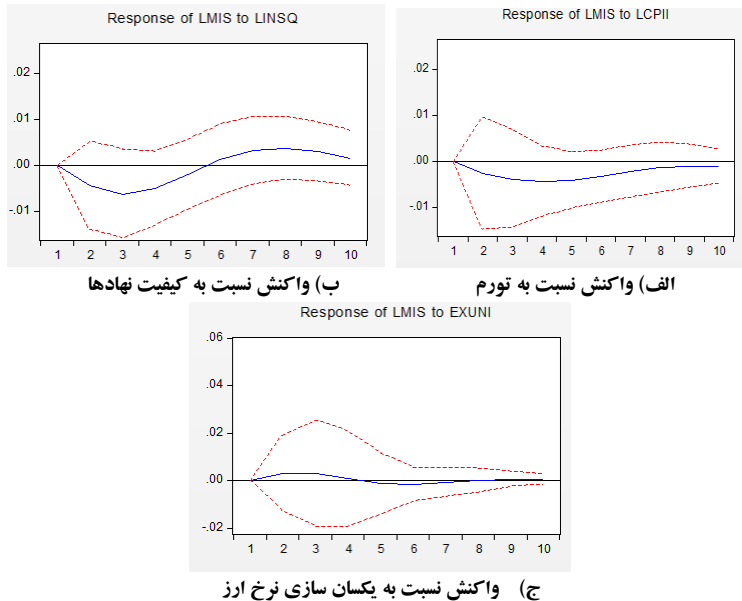 Response of LMIS to LCPII
.02
.01
.00
-.01
1 2 3 4 5 6 7 8 9 10
الف) واکنش نسبت به تورم
Response of LMIS to LINSQ
.02
.01
.00
-.01
1 2 3 4 5 6 7 8 9 10
ب) واکنش نسبت به کیفیت نهادها
Response of LMIS to EXUNI
.06
.04
.02
.00
-.02
1 2 3 4 5 6 7 8 9 10
ج) واکنش نسبت به یکسان سازی نرخ ارز